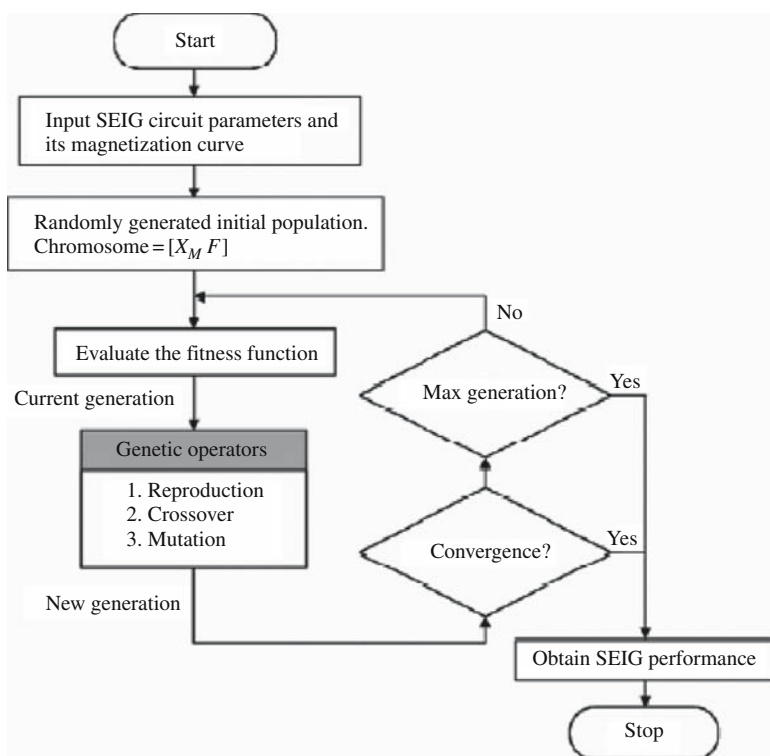 Start
Input SEIG circuit parameters and
its magnetization curve
Randomly generated initial population.
Chromosome = [X_M F]
No
Evaluate the fitness function
Max generation?
Yes
Current generation
Genetic operators
1. Reproduction
2. Crossover
3. Mutation
Convergence?
Yes
New generation
Obtain SEIG performance
Stop